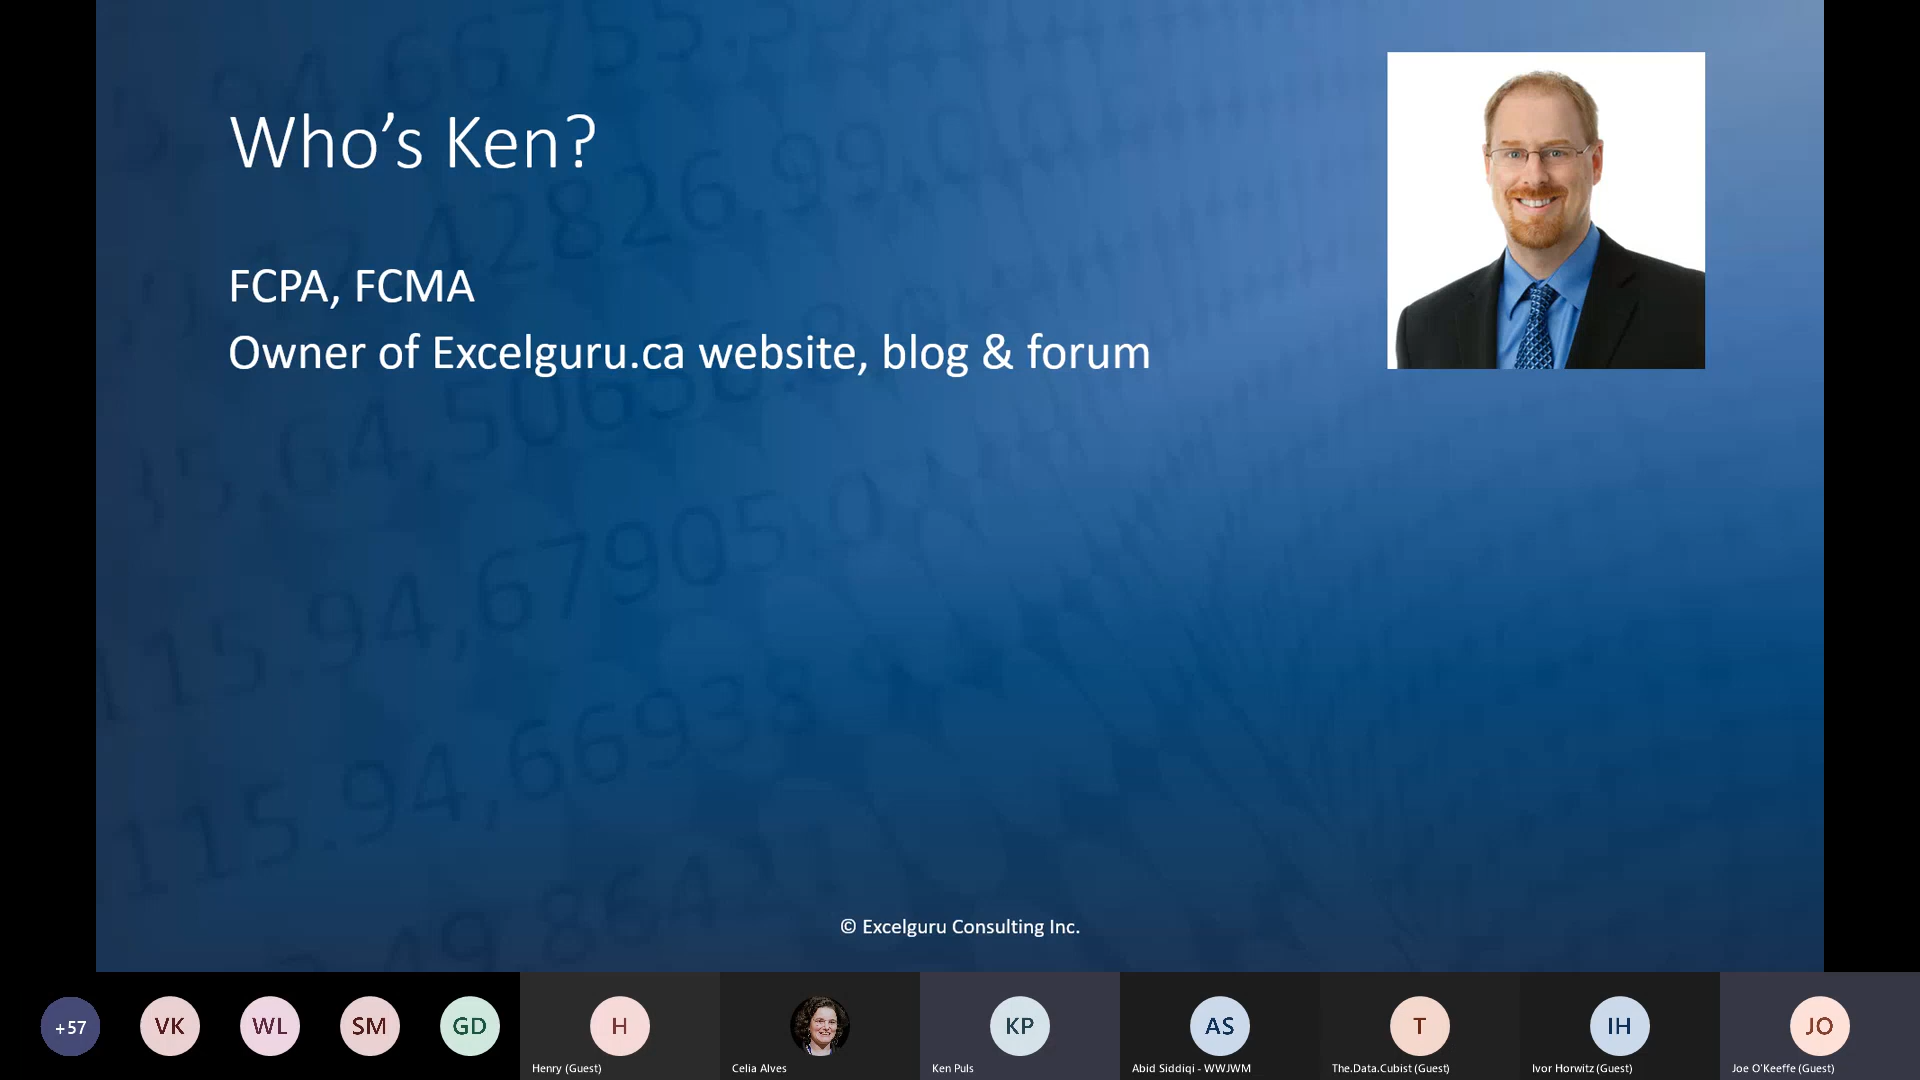 Who's Ken?
FCPA, FCMA
Owner of Excelguru.ca website, blog & forum
© Excelguru Consulting Inc.
+57
VK
WL
SM
GD
H
KP
AS
T
IH
JO
Henry (Guest)
Celia Alves
Ken Puls
Abid Siddiqi - WWJWM
The.Data.Cubist (Guest)
Ivor Horwitz (Guest)
Joe O'Keeffe (Guest)